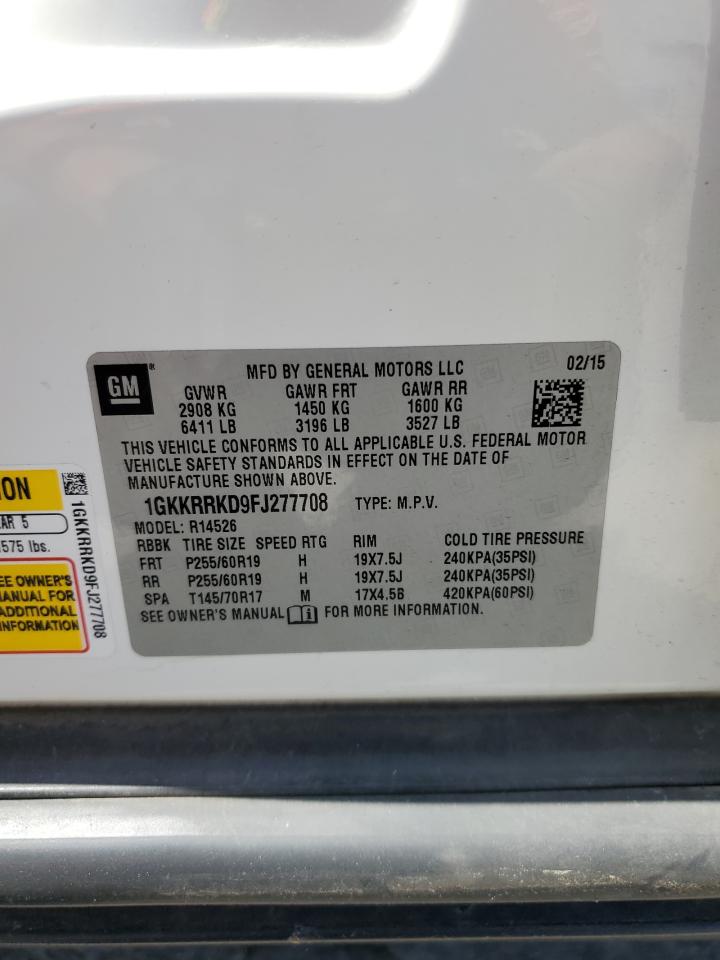 GM
MFD BY GENERAL MOTORS LLC 02/15
GVWR GAWR FRT GAWR RR
2908 KG 1450 KG 1600 KG
6411 LB 3196 LB 3527 LB
THIS VEHICLE CONFORMS TO ALL APPLICABLE U.S. FEDERAL MOTOR
VEHICLE SAFETY STANDARDS IN EFFECT ON THE DATE OF
MANUFACTURE SHOWN ABOVE.
1GKKRRKD9FJ277708 TYPE: M.P.V.
MODEL: R14526
RBBK TIRE SIZE SPEED RTG RIM COLD TIRE PRESSURE
FRT P255/60R19 H 19X7.5J 240KPA(35PSI)
RR P255/60R19 H 19X7.5J 240KPA(35PSI)
SPA T145/70R17 M 17X4.5B 420KPA(60PSI)
SEE OWNER'S MANUAL i FOR MORE INFORMATION.
ION
AR 5
575 lbs.
EE OWNER'S
ANUAL FOR
ADDITIONAL
INFORMATION
1GKKRRKD9FJ277708